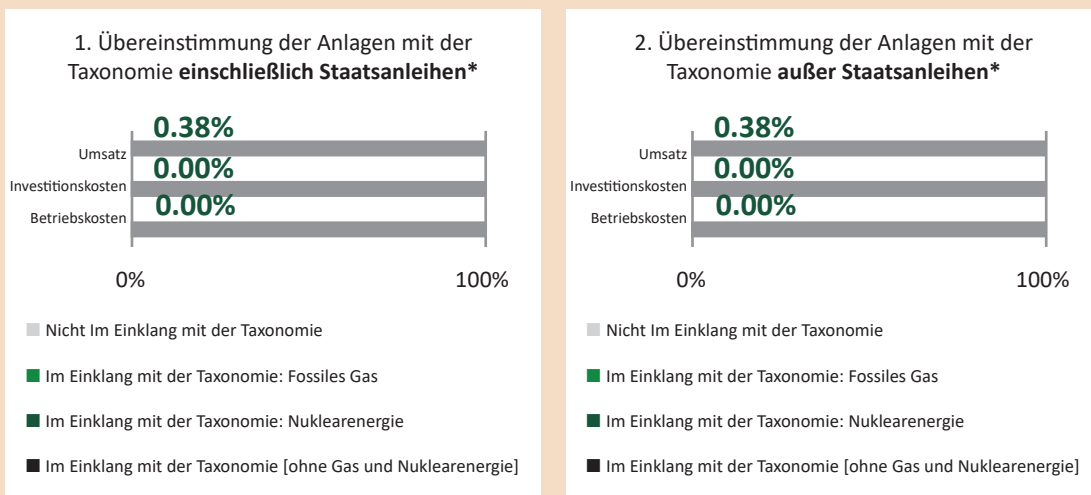 1. Übereinstimmung der Anlagen mit der
Taxonomie einschließlich Staatsanleihen*
0.38%
Umsatz
0.00%
Investitionskosten
0.00%
Betriebskosten
0%
100%
Nicht Im Einklang mit der Taxonomie
Im Einklang mit der Taxonomie: Fossiles Gas
Im Einklang mit der Taxonomie: Nuklearenergie
Im Einklang mit der Taxonomie [ohne Gas und Nuklearenergie]
2. Übereinstimmung der Anlagen mit der
Taxonomie außer Staatsanleihen*
0.38%
Umsatz
0.00%
Investitionskosten
0.00%
Betriebskosten
0%
100%
Nicht Im Einklang mit der Taxonomie
Im Einklang mit der Taxonomie: Fossiles Gas
Im Einklang mit der Taxonomie: Nuklearenergie
Im Einklang mit der Taxonomie [ohne Gas und Nuklearenergie]